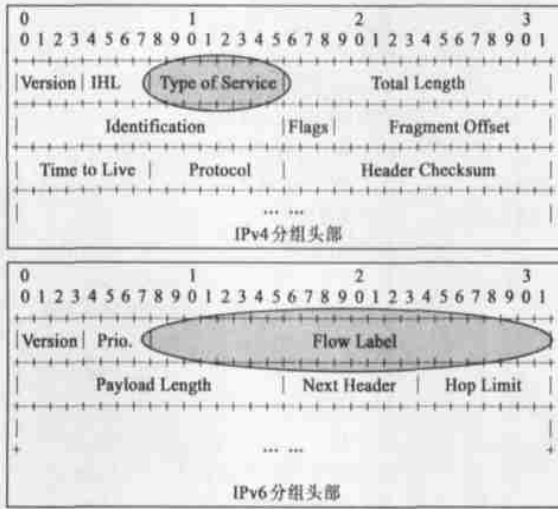 0 1 2 3
0 1 2 3 4 5 6 7 8 9 0 1 2 3 4 5 6 7 8 9 0 1 2 3 4 5 6 7 8 9 0 1
Version IHL Type of Service Total Length
Identification Flags Fragment Offset
Time to Live Protocol Header Checksum
... ...
IPv4分组头部
0 1 2 3
0 1 2 3 4 5 6 7 8 9 0 1 2 3 4 5 6 7 8 9 0 1 2 3 4 5 6 7 8 9 0 1
Version Prio. Flow Label
Payload Length Next Header Hop Limit
... ...
IPv6分组头部